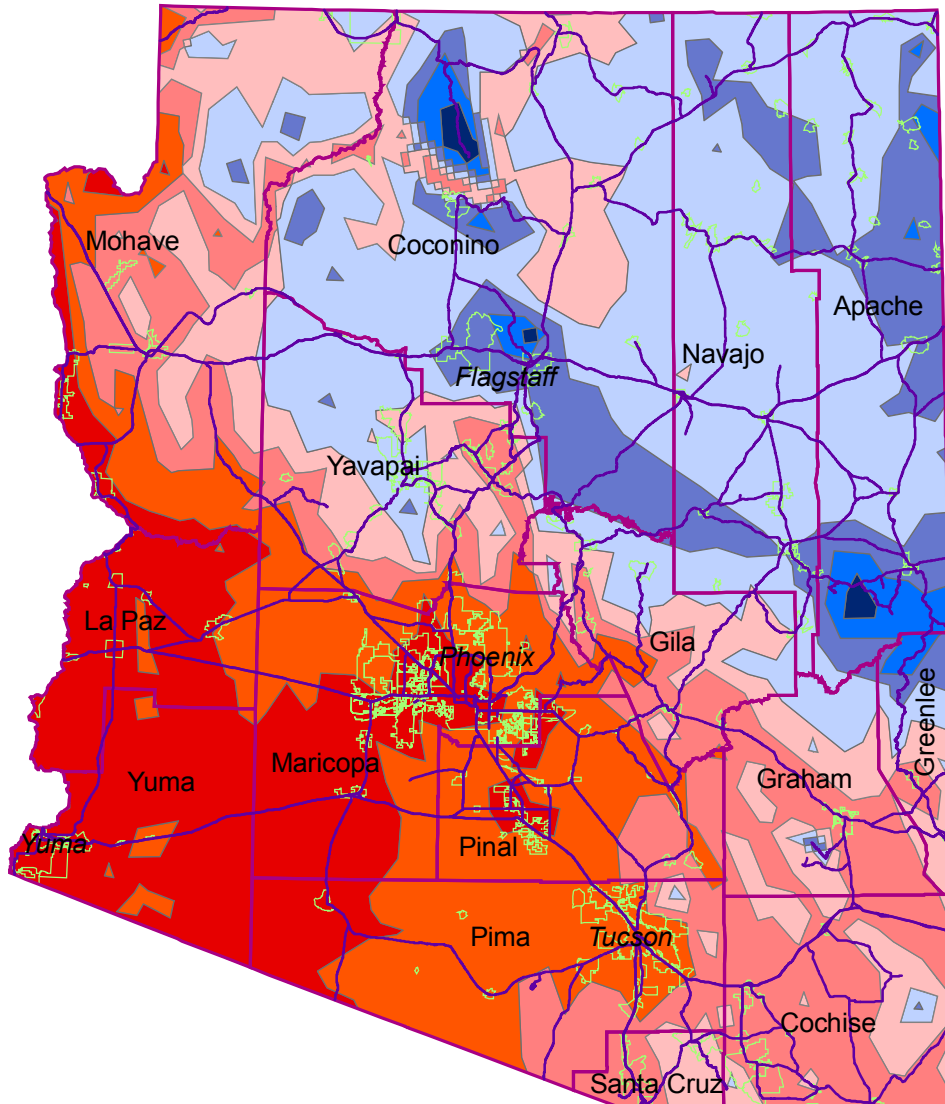 Mohave
Coconino
Apache
Navajo
Flagstaff
Yavapai
La Paz
Gila
Phoenix
Greenlee
Maricopa
Yuma
Graham
Yuma
Pinal
Pima
Tucson
Cochise
Santa Cruz